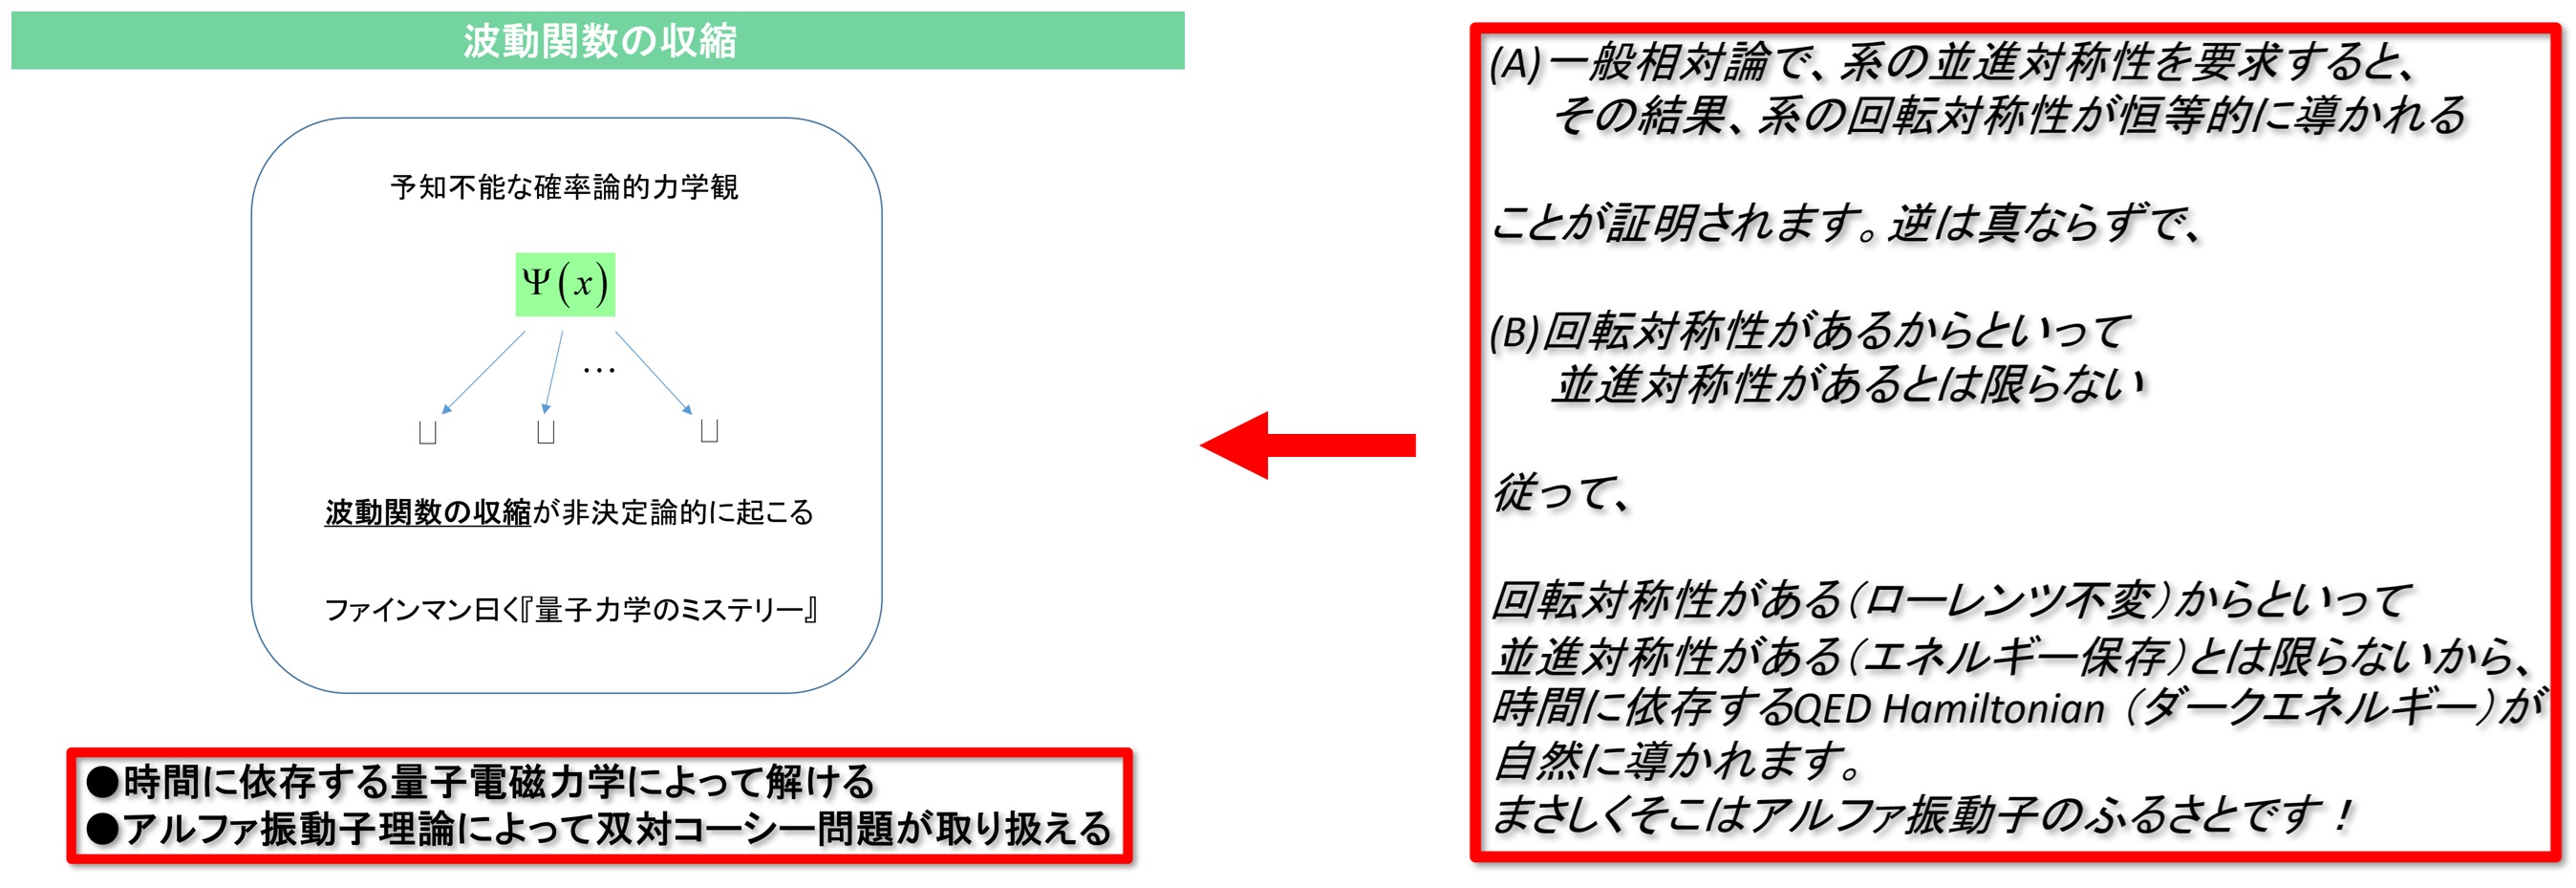 波動関数の収縮
予知不能な確率論的力学観
Ψ(x)
…
波動関数の収縮が非決定論的に起こる
ファインマン曰く『量子力学のミステリー』
●時間に依存する量子電磁力学によって解ける
●アルファ振動子理論によって双対コーシー問題が取り扱える
(A)一般相対論で、系の並進対称性を要求すると、
その結果、系の回転対称性が恒等的に導かれる
ことが証明されます。逆は真ならずで、
(B)回転対称性があるからといって
並進対称性があるとは限らない
従って、
回転対称性がある（ローレンツ不変）からといって
並進対称性がある（エネルギー保存）とは限らないから、
時間に依存するQED Hamiltonian（ダークエネルギー）が
自然に導かれます。
まさしくそこはアルファ振動子のふるさとです！